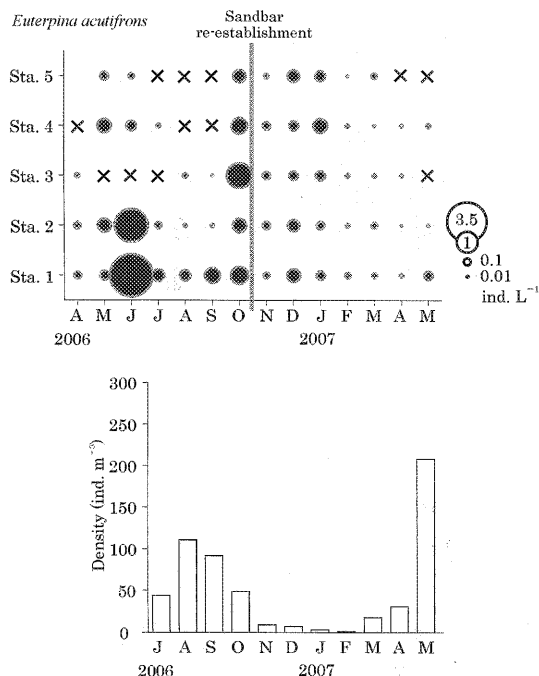 Euterpina acutifrons
Sandbar
re-establishment
Sta. 5
Sta. 4
Sta. 3
Sta. 2
Sta. 1
3.5
1
0.1
0.01
ind. L⁻¹
A M J J A S O N D J F M A M
2006 2007
300
250
200
150
100
50
0
Density (ind. m⁻³)
J A S O N D J F M A M
2006 2007